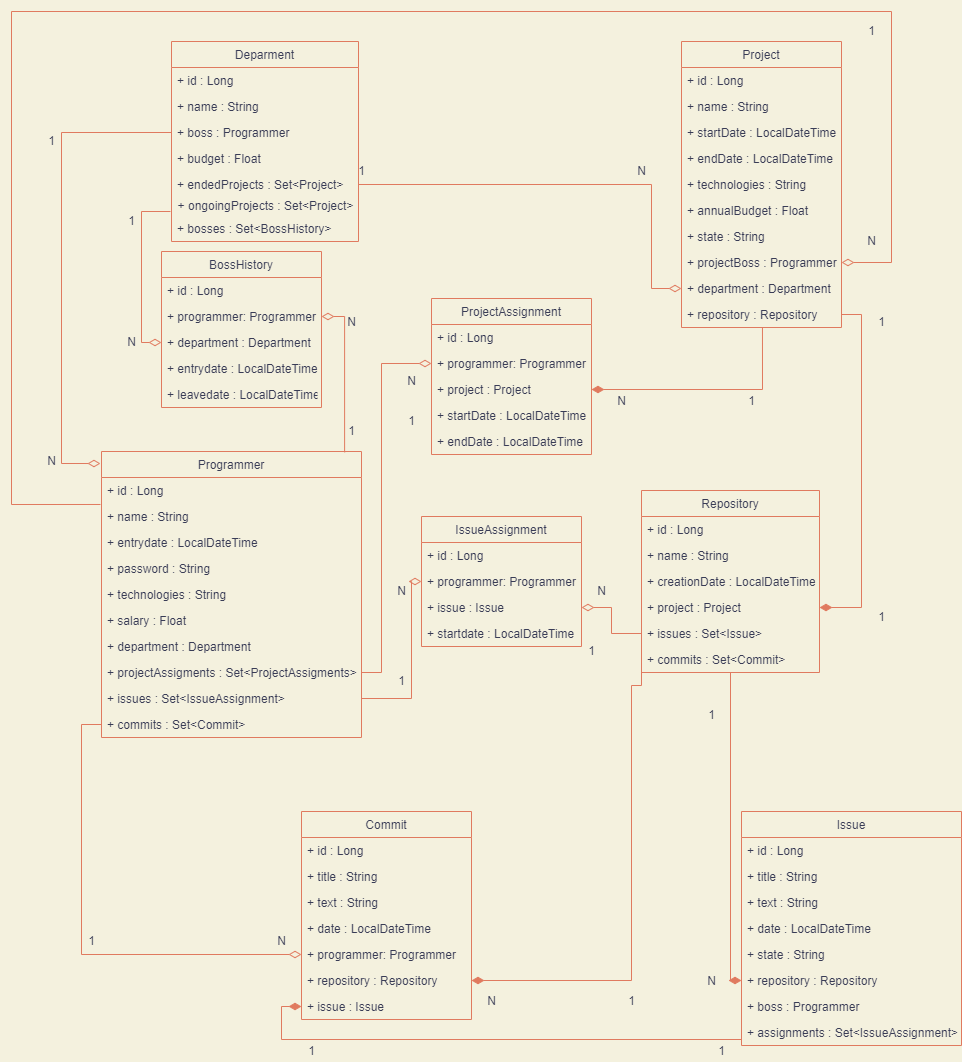 1
Deparment
+ id : Long
+ name : String
+ boss : Programmer
+ budget : Float
+ endedProjects : Set<Project>
+ ongoingProjects : Set<Project>
+ bosses : Set<BossHistory>
1
1
1
N
Project
+ id : Long
+ name : String
+ startDate : LocalDateTime
+ endDate : LocalDateTime
+ technologies : String
+ annualBudget : Float
+ state : String
+ projectBoss : Programmer
+ department : Department
+ repository : Repository
N
1
BossHistory
+ id : Long
+ programmer: Programmer
+ department : Department
+ entrydate : LocalDateTime
+ leavedate : LocalDateTime
N
N
1
ProjectAssignment
+ id : Long
+ programmer: Programmer
+ project : Project
+ startDate : LocalDateTime
+ endDate : LocalDateTime
N
1
N
1
N
Programmer
+ id : Long
+ name : String
+ entrydate : LocalDateTime
+ password : String
+ technologies : String
+ salary : Float
+ department : Department
+ projectAssigments : Set<ProjectAssigments>
+ issues : Set<IssueAssignment>
+ commits : Set<Commit>
IssueAssignment
+ id : Long
+ programmer: Programmer
+ issue : Issue
+ startdate : LocalDateTime
N
N
1
1
Repository
+ id : Long
+ name : String
+ creationDate : LocalDateTime
+ project : Project
+ issues : Set<Issue>
+ commits : Set<Commit>
1
1
Commit
+ id : Long
+ title : String
+ text : String
+ date : LocalDateTime
+ programmer: Programmer
+ repository : Repository
+ issue : Issue
1
N
N
1
N
Issue
+ id : Long
+ title : String
+ text : String
+ date : LocalDateTime
+ state : String
+ repository : Repository
+ boss : Programmer
+ assignments : Set<IssueAssignment>
1
1